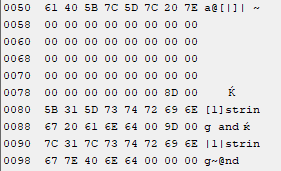 0050 61 40 5B 7C 5D 7C 20 7E a@[|]| ~
0058 00 00 00 00 00 00 00 00
0060 00 00 00 00 00 00 00 00
0068 00 00 00 00 00 00 00 00
0070 00 00 00 00 00 00 00 00
0078 00 00 00 00 00 00 8D 00 Ḱ
0080 5B 31 5D 73 74 72 69 6E [1]strin
0088 67 20 61 6E 64 00 9D 00 g and ḱ
0090 7C 31 7C 73 74 72 69 6E |1|strin
0098 67 7E 40 6E 64 00 00 00 g~@nd